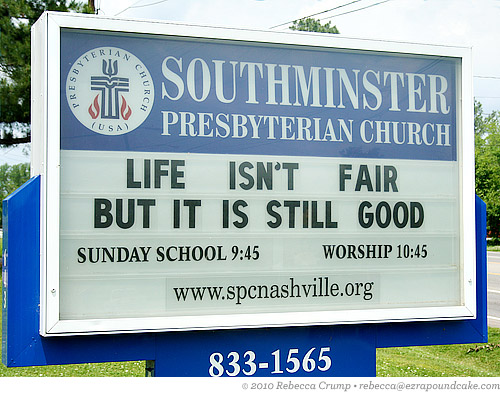 PRESBYTERIAN CHURCH
(USA)
SOUTHMINSTER
PRESBYTERIAN CHURCH
LIFE ISN'T FAIR
BUT IT IS STILL GOOD
SUNDAY SCHOOL 9:45 WORSHIP 10:45
www.spcnashville.org
833-1565
© 2010 Rebecca Crump • rebecca@ezrapoundcake.com